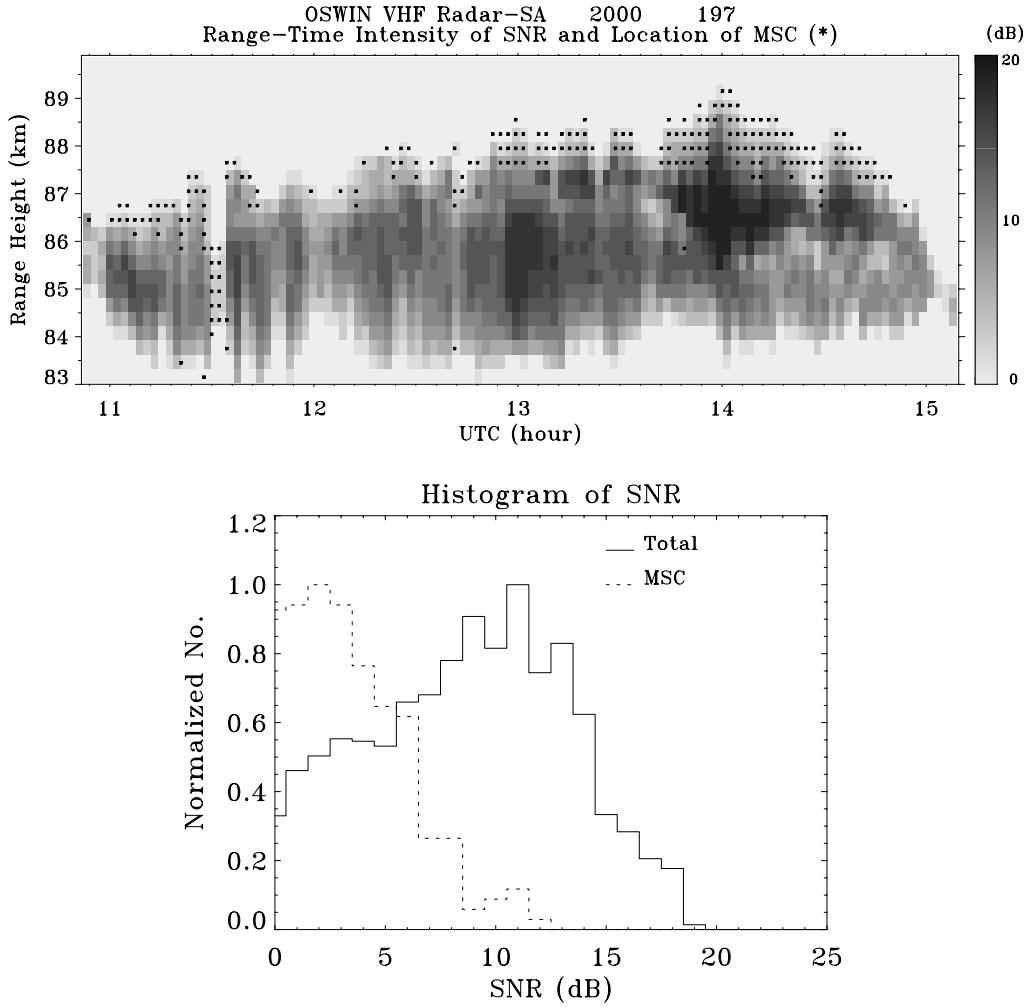 OSWIN VHF Radar-SA 2000 197
Range-Time Intensity of SNR and Location of MSC (*)
(dB)
20
10
0
Range Height (km)
89
88
87
86
85
84
83
11 12 13 14 15
UTC (hour)
Histogram of SNR
Total
MSC
Normalized No.
1.2
1.0
0.8
0.6
0.4
0.2
0.0
0 5 10 15 20 25
SNR (dB)